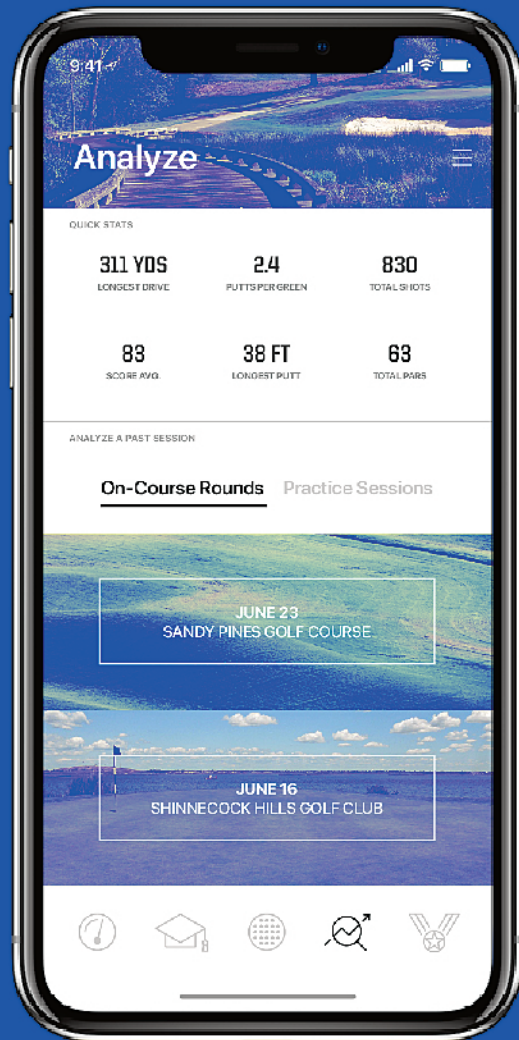 9:41
Analyze
QUICK STATS
311 YDS
LONGEST DRIVE
2.4
PUTTS PER GREEN
830
TOTAL SHOTS
83
SCORE AVG.
38 FT
LONGEST PUTT
63
TOTAL PARS
ANALYZE A PAST SESSION
On-Course Rounds Practice Sessions
JUNE 23
SANDY PINES GOLF COURSE
JUNE 16
SHINNECOCK HILLS GOLF CLUB